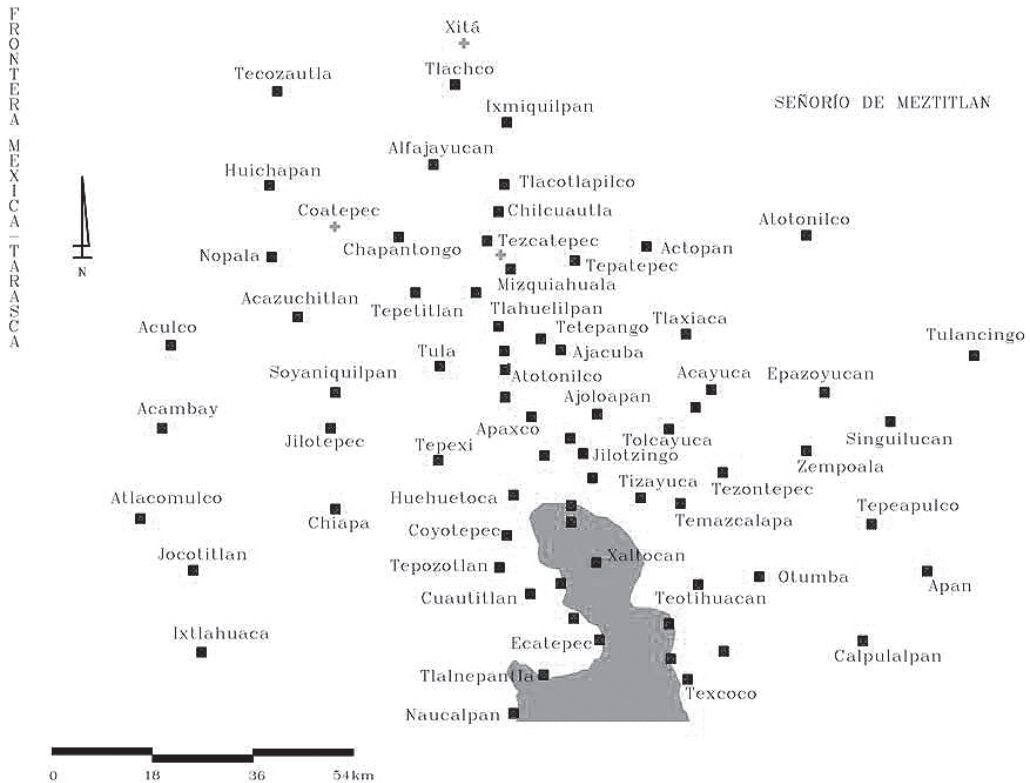 FRONTERA MEXICA-TARASCA
Xitá
Tlachco
Tecozautla
SEÑORÍO DE MEZTITLAN
Ixmiquilpan
Alfajayucan
Huichapan
Tlacotlapilco
Coatepec
Chilcuautla
Atotonilco
Chapantongo
Tezcatepec
Actopan
Nopala
Tepatepec
N
Mizquiahuala
Acazuchitlan
Tepetitlán
Tlahuelilpan
Aculco
Tetepango
Tlaxiaca
Tulancingo
Tula
Ajacuba
Soyaniquilpan
Atotonilco
Acayuca
Epazoyucan
Ajoloapan
Acambay
Jilotepec
Apaxco
Tolcayuca
Singuilucan
Tepexi
Jilotzingo
Zempoala
Tezontepec
Tizayuca
Atlacomulco
Huehuetoca
Chiapa
Temazcalapa
Tepeapulco
Coyotepec
Jocotitlan
Xaltocan
Tepozotlan
Otumba
Apan
Cuautitlan
Teotihuacan
Ixtlahuaca
Ecatepec
Calpulalpan
Tlalnepantla
Texcoco
Naucalpan
0 18 36 54km